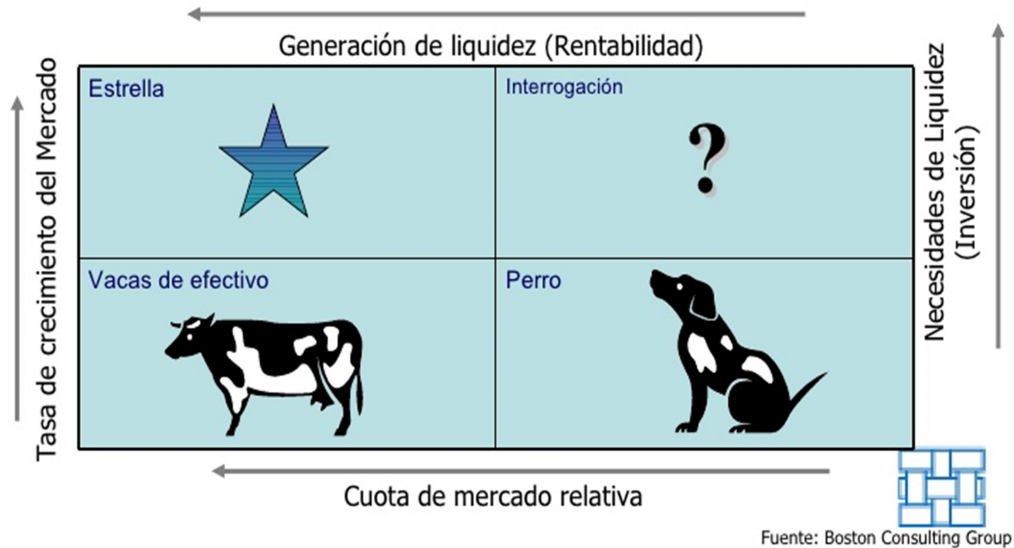 Generación de liquidez (Rentabilidad)
Tasa de crecimiento del Mercado
Estrella
Interrogación
?
Necesidades de Liquidez
(Inversión)
Vacas de efectivo
Perro
Cuota de mercado relativa
Fuente: Boston Consulting Group